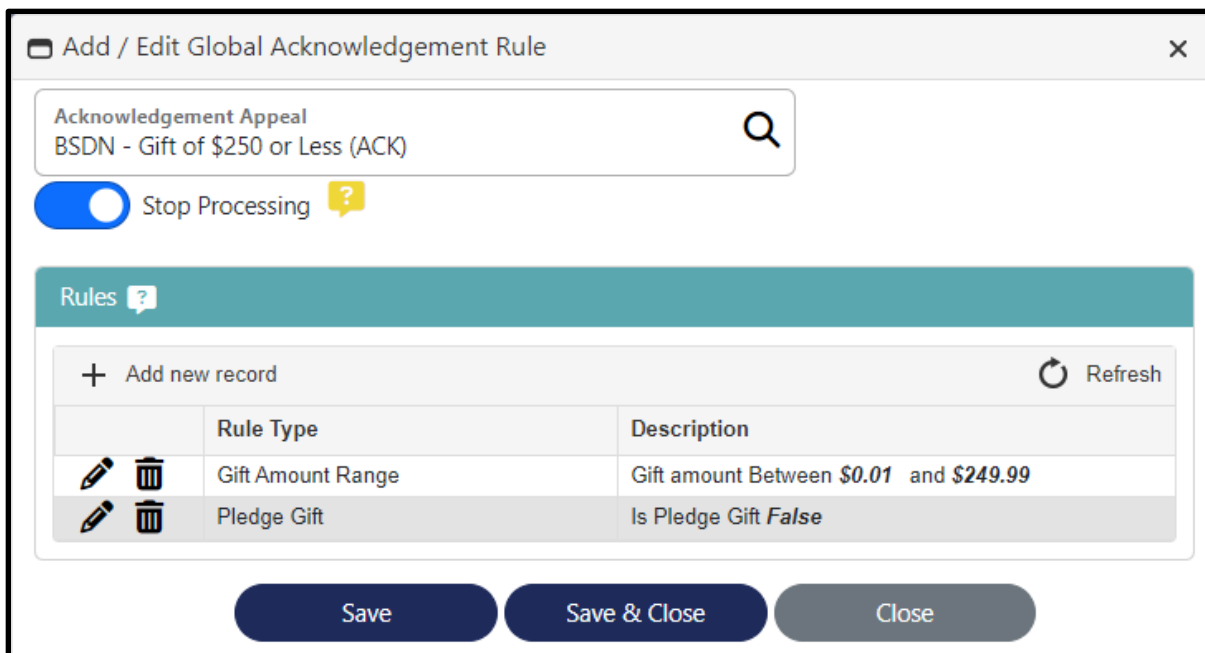 Add / Edit Global Acknowledgement Rule
Acknowledgement Appeal
BSDN - Gift of $250 or Less (ACK)
Stop Processing ?
Rules ?
Add new record Refresh
Rule Type Description
Gift Amount Range Gift amount Between $0.01 and $249.99
Pledge Gift Is Pledge Gift False
Save Save & Close Close